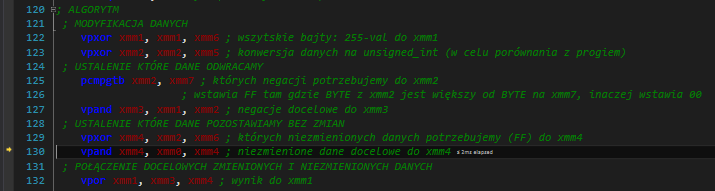 120 ; ALGORYTM
121 ; MODYFIKACJA DANYCH
122 vpxor xmm1, xmm1, xmm6 ; wszytskie bajty: 255-val do xmm1
123 vpxor xmm2, xmm2, xmm5 ; konwersja danych na unsigned_int (w celu porównania z progiem)
124 ; USTALENIE KTÓRE DANE ODWRACAMY
125 pcmpgtb xmm2, xmm7 ; których negacji potrzebujemy do xmm2
126 ; wstawia FF tam gdzie BYTE z xmm2 jest większy od BYTE na xmm7, inaczej wstawia 00
127 vpand xmm3, xmm1, xmm2 ; negacje docelowe do xmm3
128 ; USTALENIE KTÓRE DANE POZOSTAWIAMY BEZ ZMIAN
129 vpxor xmm4, xmm2, xmm6 ; których niezmienionych danych potrzebujemy (FF) do xmm4
130 vpand xmm4, xmm0, xmm4 ; niezmienione dane docelowe do xmm4 ≤ 2ms elapsed
131 ; POŁĄCZENIE DOCELOWYCH ZMIENIONYCH I NIEZMIENIONYCH DANYCH
132 vpor xmm1, xmm3, xmm4 ; wynik do xmm1